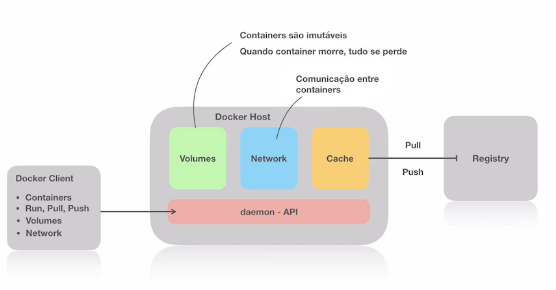 Containers são imutáveis
Quando container morre, tudo se perde
Comunicação entre
containers
Docker Host
Volumes
Network
Cache
Pull
Push
Registry
daemon - API
Docker Client
• Containers
• Run, Pull, Push
• Volumes
• Network